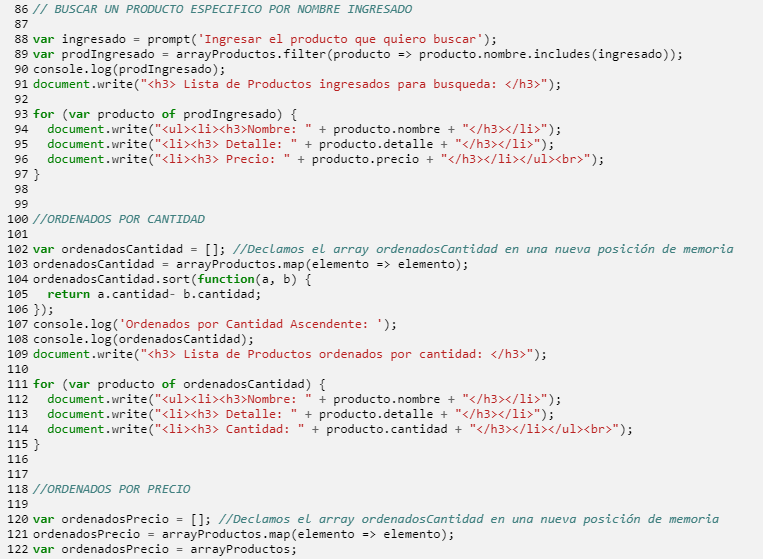 86 // BUSCAR UN PRODUCTO ESPECIFICO POR NOMBRE INGRESADO
87
88 var ingresado = prompt('Ingresar el producto que quiero buscar');
89 var prodIngresado = arrayProductos.filter(producto => producto.nombre.includes(ingresado));
90 console.log(prodIngresado);
91 document.write("<h3> Lista de Productos ingresados para busqueda: </h3>");
92
93 for (var producto of prodIngresado) {
94   document.write("<ul><li><h3>Nombre: " + producto.nombre + "</h3></li>");
95   document.write("<li><h3> Detalle: " + producto.detalle + "</h3></li>");
96   document.write("<li><h3> Precio: " + producto.precio + "</h3></li></ul><br>");
97 }
98
99
100 //ORDENADOS POR CANTIDAD
101
102 var ordenadosCantidad = []; //Declamos el array ordenadosCantidad en una nueva posición de memoria
103 ordenadosCantidad = arrayProductos.map(elemento => elemento);
104 ordenadosCantidad.sort(function(a, b) {
105   return a.cantidad- b.cantidad;
106 });
107 console.log('Ordenados por Cantidad Ascendente: ');
108 console.log(ordenadosCantidad);
109 document.write("<h3> Lista de Productos ordenados por cantidad: </h3>");
110
111 for (var producto of ordenadosCantidad) {
112   document.write("<ul><li><h3>Nombre: " + producto.nombre + "</h3></li>");
113   document.write("<li><h3> Detalle: " + producto.detalle + "</h3></li>");
114   document.write("<li><h3> Cantidad: " + producto.cantidad + "</h3></li></ul><br>");
115 }
116
117
118 //ORDENADOS POR PRECIO
119
120 var ordenadosPrecio = []; //Declamos el array ordenadosCantidad en una nueva posición de memoria
121 ordenadosPrecio = arrayProductos.map(elemento => elemento);
122 var ordenadosPrecio = arrayProductos;